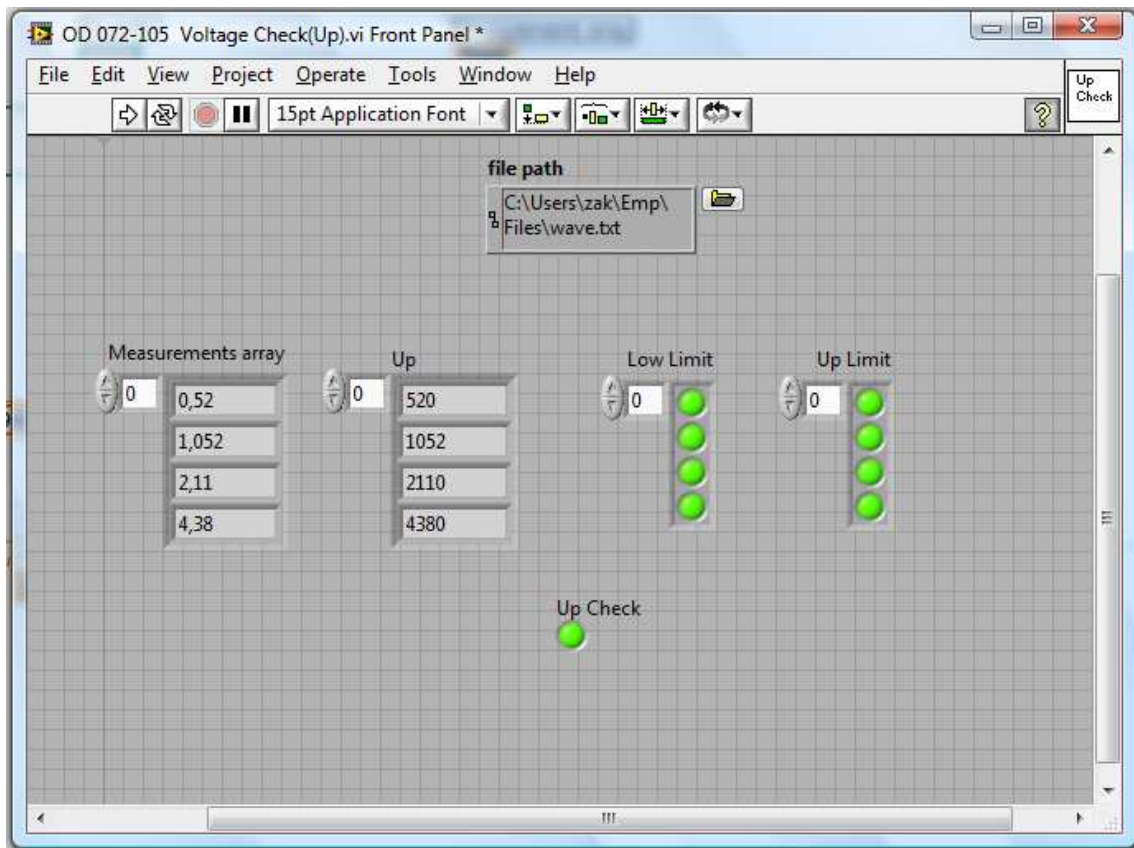 OD 072-105  Voltage Check(Up).vi Front Panel *
File Edit View Project Operate Tools Window Help
Up
Check
15pt Application Font
file path
C:\Users\zak\Emp\
Files\wave.txt
Measurements array
Up
Low Limit
Up Limit
0
0,52
0
520
0
0
1,052
1052
2,11
2110
4,38
4380
Up Check